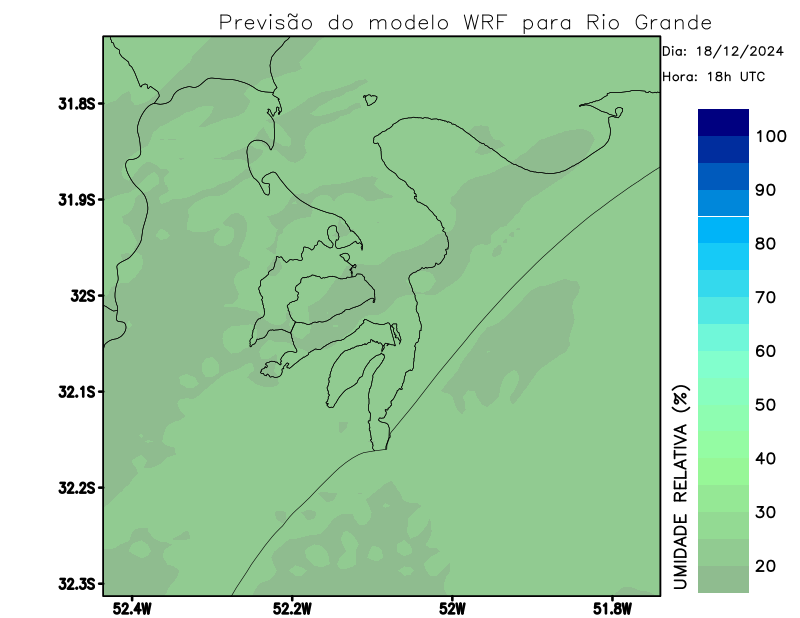 Previsão do modelo WRF para Rio Grande
Dia: 18/12/2024
Hora: 18h UTC
31.8S
31.9S
32S
32.1S
32.2S
32.3S
52.4W
52.2W
52W
51.8W
100
90
80
70
60
50
40
30
20
UMIDADE RELATIVA (%)